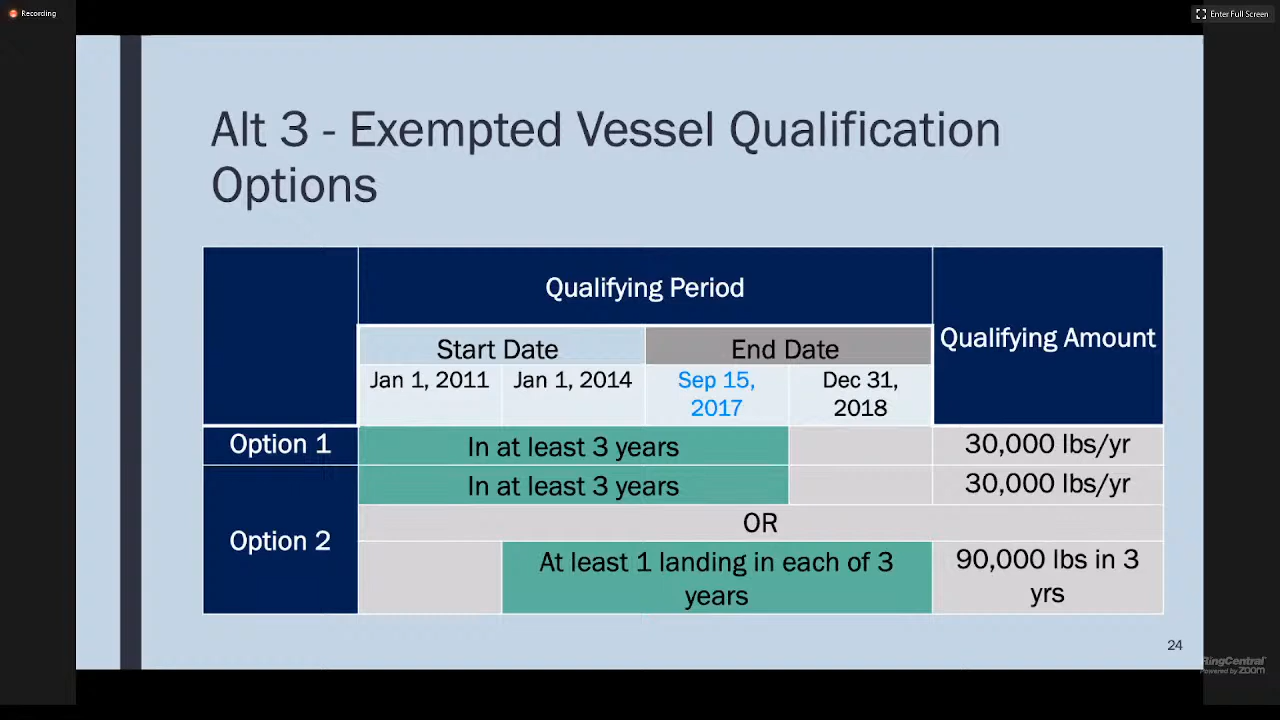 Recording
Enter Full Screen
Alt 3 - Exempted Vessel Qualification
Options
Qualifying Period
Qualifying Amount
Start Date
End Date
Jan 1, 2011
Jan 1, 2014
Sep 15,
2017
Dec 31,
2018
Option 1
In at least 3 years
30,000 lbs/yr
Option 2
In at least 3 years
30,000 lbs/yr
OR
At least 1 landing in each of 3
years
90,000 lbs in 3
yrs
24
RingCentral
Powered by zoom